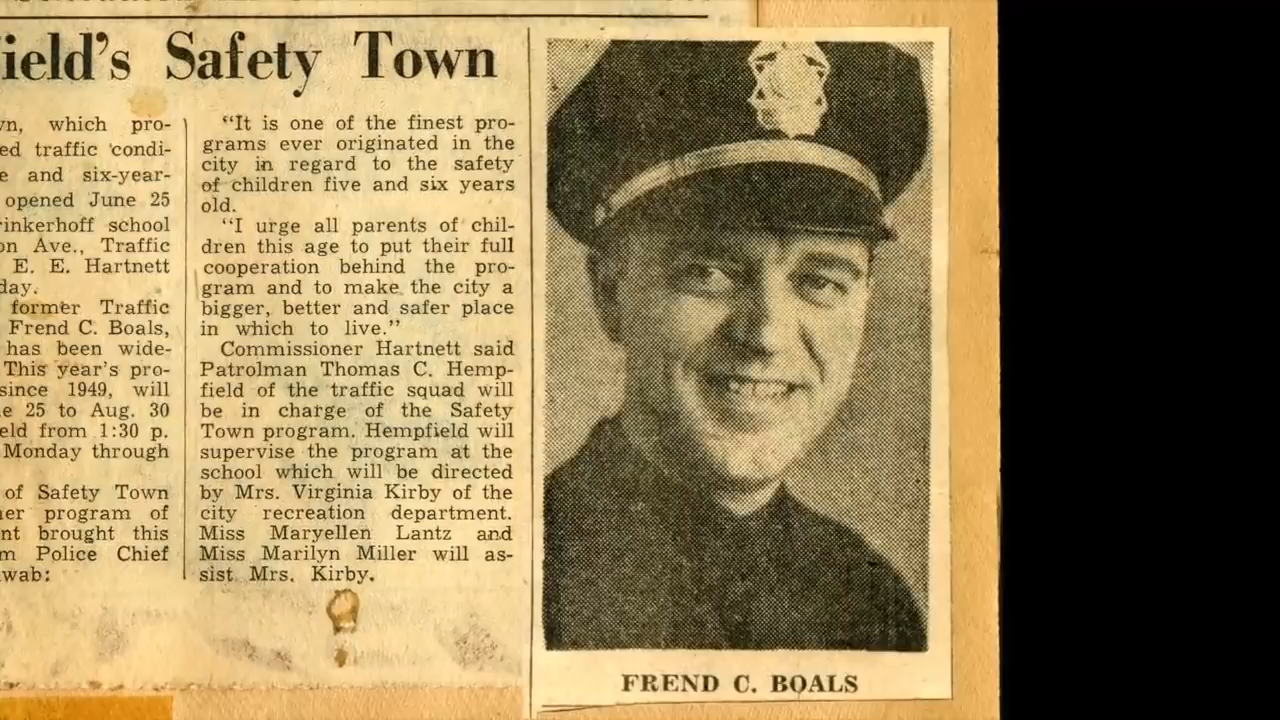 ield's Safety Town
wn, which pro-
ed traffic condi-
e and six-year-
opened June 25
rinkerhoff school
on Ave., Traffic
E. E. Hartnett
day.
former Traffic
Frend C. Boals,
has been wide-
This year's pro-
since 1949, will
e 25 to Aug. 30
eld from 1:30 p.
Monday through
of Safety Town
ner program of
nt brought this
m Police Chief
wab:
"It is one of the finest pro-
grams ever originated in the
city in regard to the safety
of children five and six years
old.
"I urge all parents of chil-
dren this age to put their full
cooperation behind the pro-
gram and to make the city a
bigger, better and safer place
in which to live."
Commissioner Hartnett said
Patrolman Thomas C. Hemp-
field of the traffic squad will
be in charge of the Safety
Town program. Hempfield will
supervise the program at the
school which will be directed
by Mrs. Virginia Kirby of the
city recreation department.
Miss Maryellen Lantz and
Miss Marilyn Miller will as-
sist Mrs. Kirby.
FREND C. BOALS